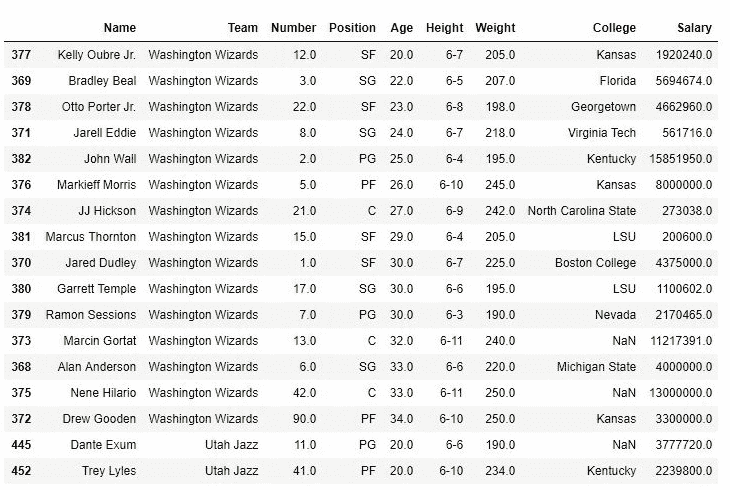 Name Team Number Position Age Height Weight College Salary
377 Kelly Oubre Jr. Washington Wizards 12.0 SF 20.0 6-7 205.0 Kansas 1920240.0
369 Bradley Beal Washington Wizards 3.0 SG 22.0 6-5 207.0 Florida 5694674.0
378 Otto Porter Jr. Washington Wizards 22.0 SF 23.0 6-8 198.0 Georgetown 4662960.0
371 Jarell Eddie Washington Wizards 8.0 SG 24.0 6-7 218.0 Virginia Tech 561716.0
382 John Wall Washington Wizards 2.0 PG 25.0 6-4 195.0 Kentucky 15851950.0
376 Markieff Morris Washington Wizards 5.0 PF 26.0 6-10 245.0 Kansas 8000000.0
374 JJ Hickson Washington Wizards 21.0 C 27.0 6-9 242.0 North Carolina State 273038.0
381 Marcus Thornton Washington Wizards 15.0 SF 29.0 6-4 205.0 LSU 200600.0
370 Jared Dudley Washington Wizards 1.0 SF 30.0 6-7 225.0 Boston College 4375000.0
380 Garrett Temple Washington Wizards 17.0 SG 30.0 6-6 195.0 LSU 1100602.0
379 Ramon Sessions Washington Wizards 7.0 PG 30.0 6-3 190.0 Nevada 2170465.0
373 Marcin Gortat Washington Wizards 13.0 C 32.0 6-11 240.0 NaN 11217391.0
368 Alan Anderson Washington Wizards 6.0 SG 33.0 6-6 220.0 Michigan State 4000000.0
375 Nene Hilario Washington Wizards 42.0 C 33.0 6-11 250.0 NaN 13000000.0
372 Drew Gooden Washington Wizards 90.0 PF 34.0 6-10 250.0 Kansas 3300000.0
445 Dante Exum Utah Jazz 11.0 PG 20.0 6-6 190.0 NaN 3777720.0
452 Trey Lyles Utah Jazz 41.0 PF 20.0 6-10 234.0 Kentucky 2239800.0